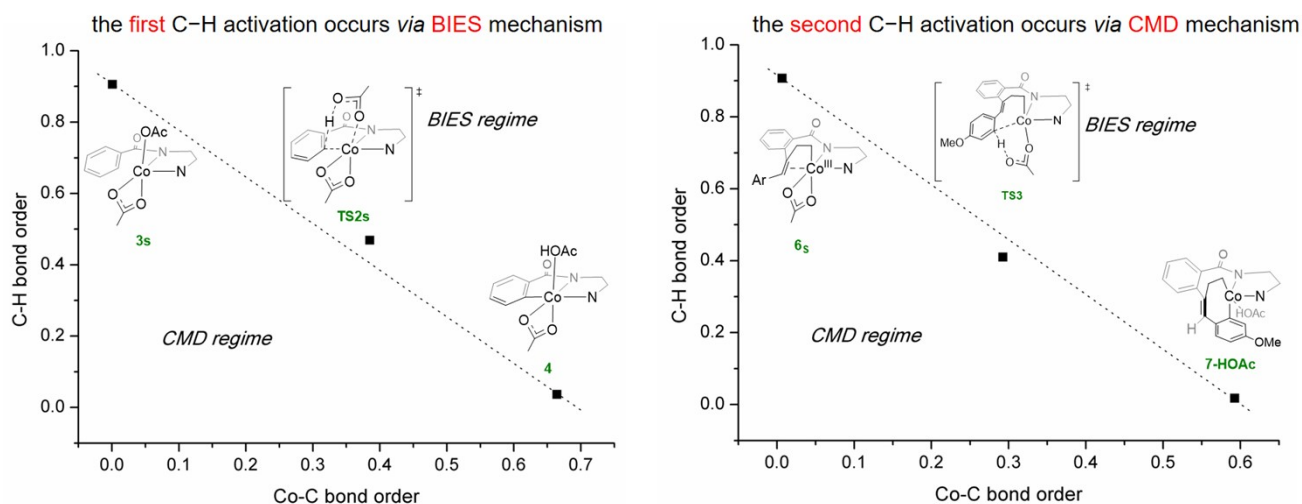 the first C−H activation occurs via BIES mechanism
1.0
0.8
0.6
0.4
0.2
0.0
C-H bond order
0.0
0.1
0.2
0.3
0.4
0.5
0.6
0.7
Co-C bond order
OAc
O
N
Co
N
O
O
3s
‡
O
O
H
O
N
Co
N
O
O
TS2s
BIES regime
HOAc
O
N
Co
N
O
O
4
CMD regime
the second C−H activation occurs via CMD mechanism
1.0
0.8
0.6
0.4
0.2
0.0
C-H bond order
0.0
0.1
0.2
0.3
0.4
0.5
0.6
Co-C bond order
O
N
CoIII
N
Ar
O
O
6S
‡
O
N
Co
N
MeO
H
O
O
TS3
BIES regime
O
N
Co
N
HOAc
H
OMe
7-HOAc
CMD regime